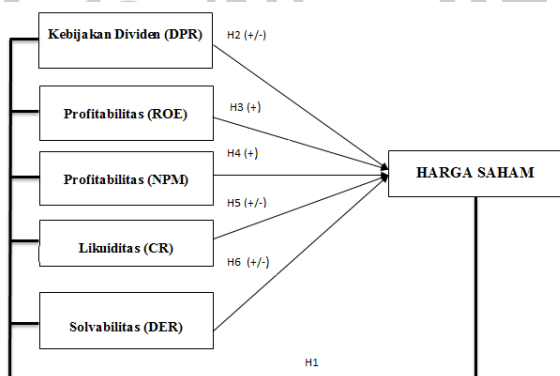 Kebijakan Dividen (DPR)
H2 (+/-)
Profitabilitas (ROE)
H3 (+)
Profitabilitas (NPM)
H4 (+)
HARGA SAHAM
Likuiditas (CR)
H5 (+/-)
Solvabilitas (DER)
H6 (+/-)
H1